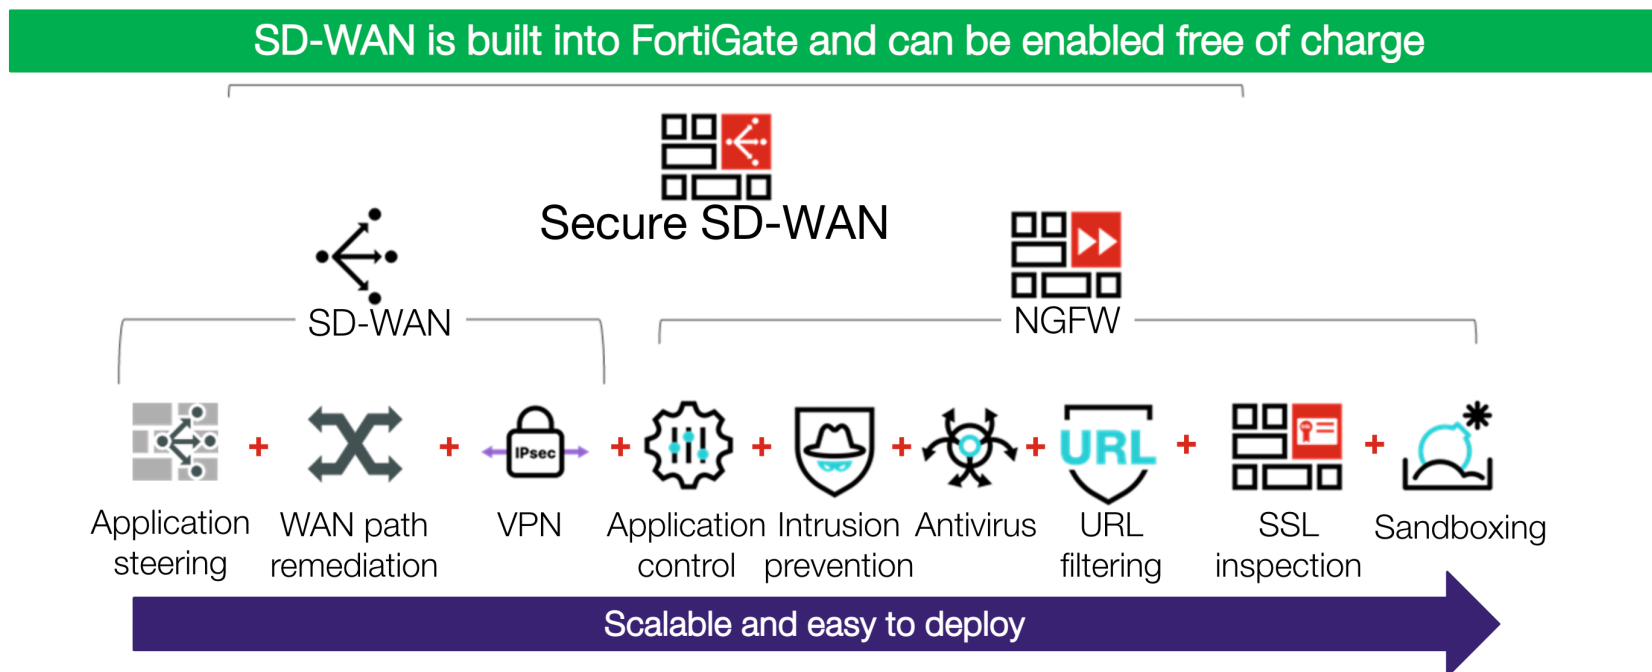 SD-WAN is built into FortiGate and can be enabled free of charge
Secure SD-WAN
SD-WAN
NGFW
IPsec
URL
Application
steering
WAN path
remediation
VPN
Application
control
Intrusion
prevention
Antivirus
URL
filtering
SSL
inspection
Sandboxing
Scalable and easy to deploy